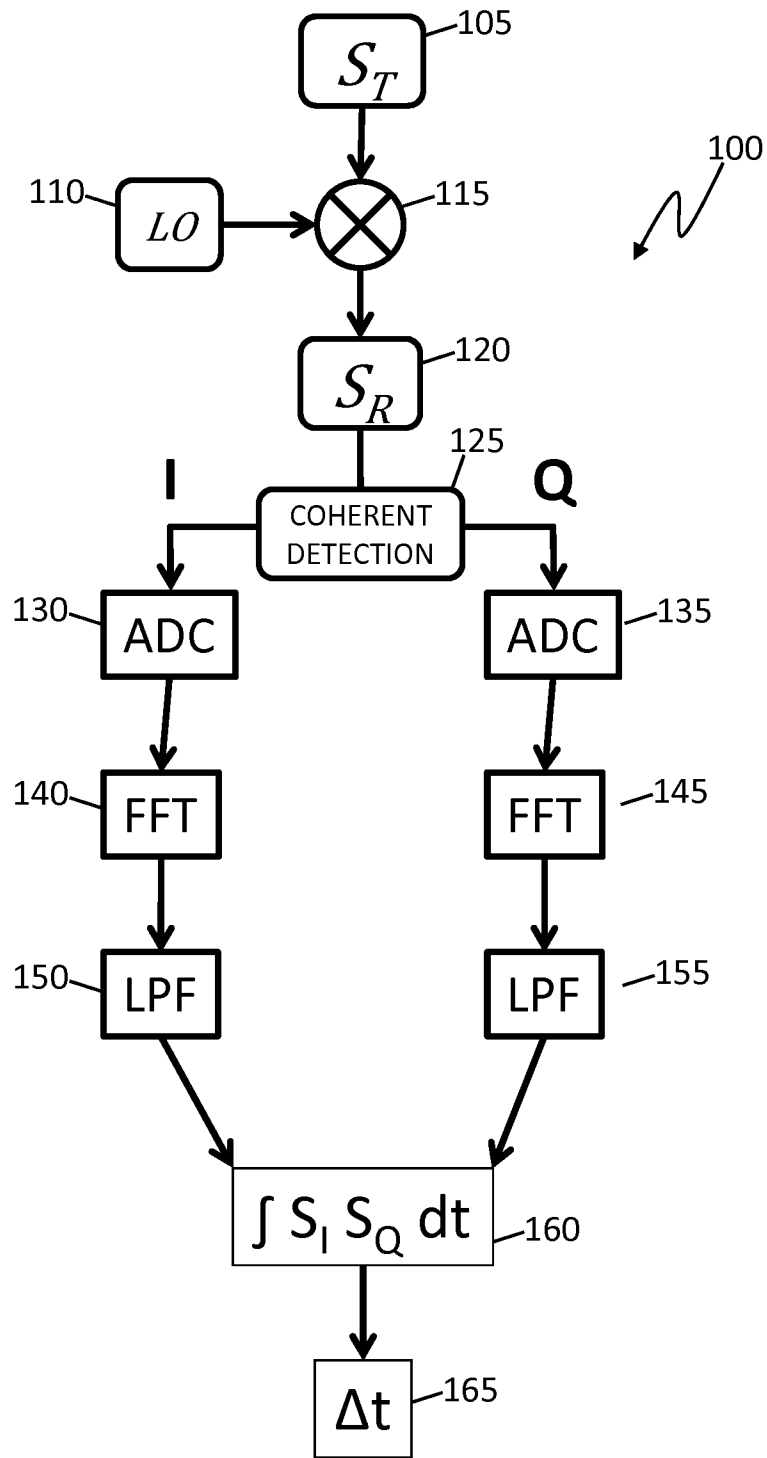 105
S_T
100
110
LO
115
120
S_R
125
I
Q
COHERENT
DETECTION
130
ADC
ADC
135
140
FFT
FFT
145
150
LPF
LPF
155
∫ S_I S_Q dt
160
Δt
165